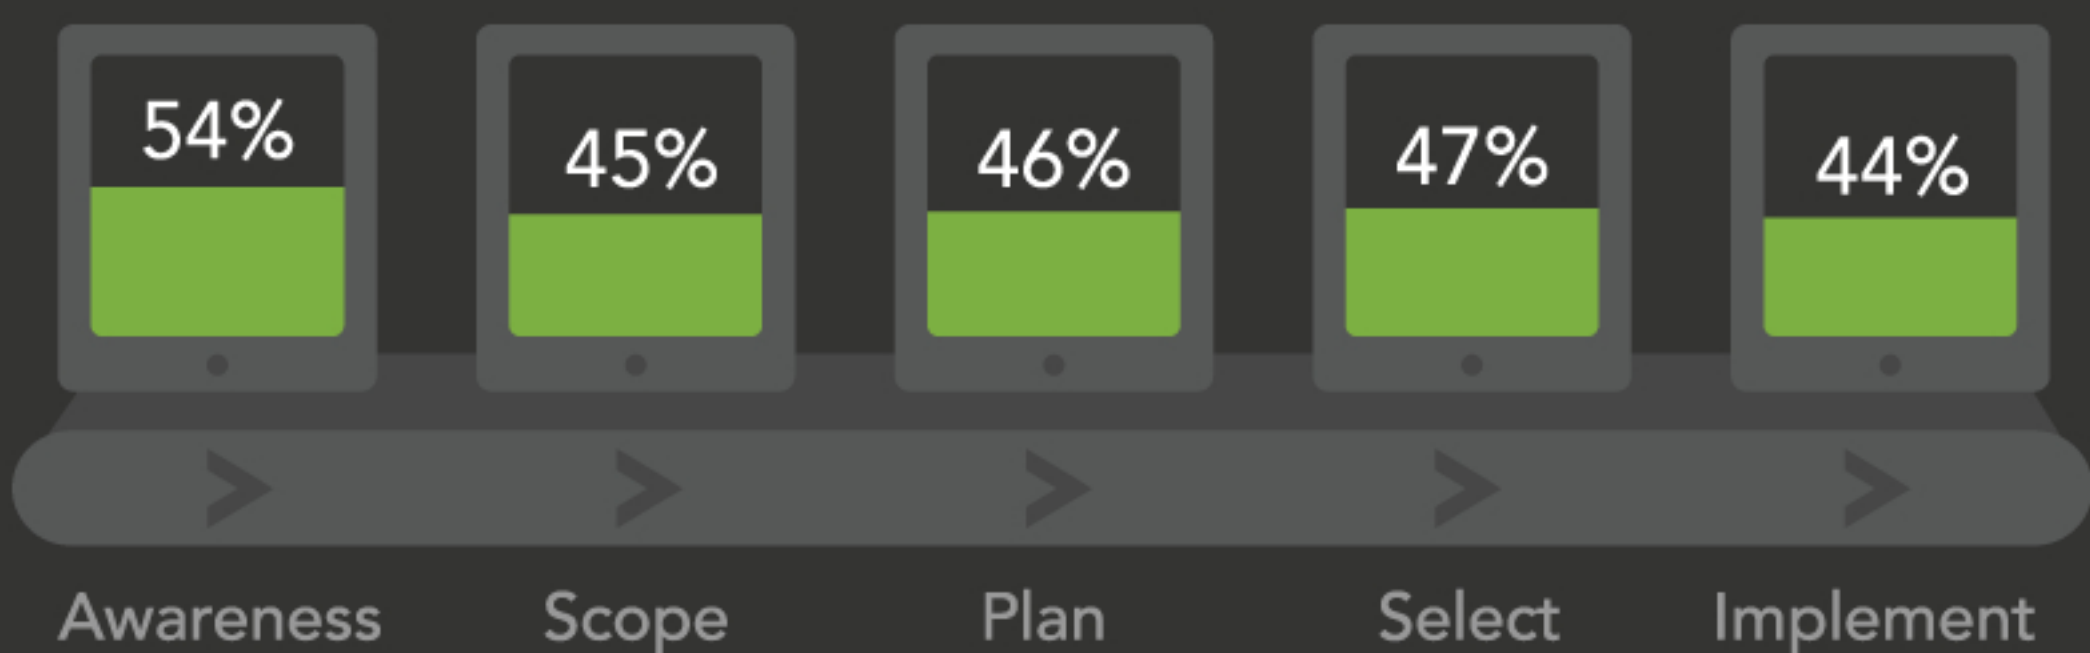 54% 45% 46% 47% 44%
Awareness Scope Plan Select Implement